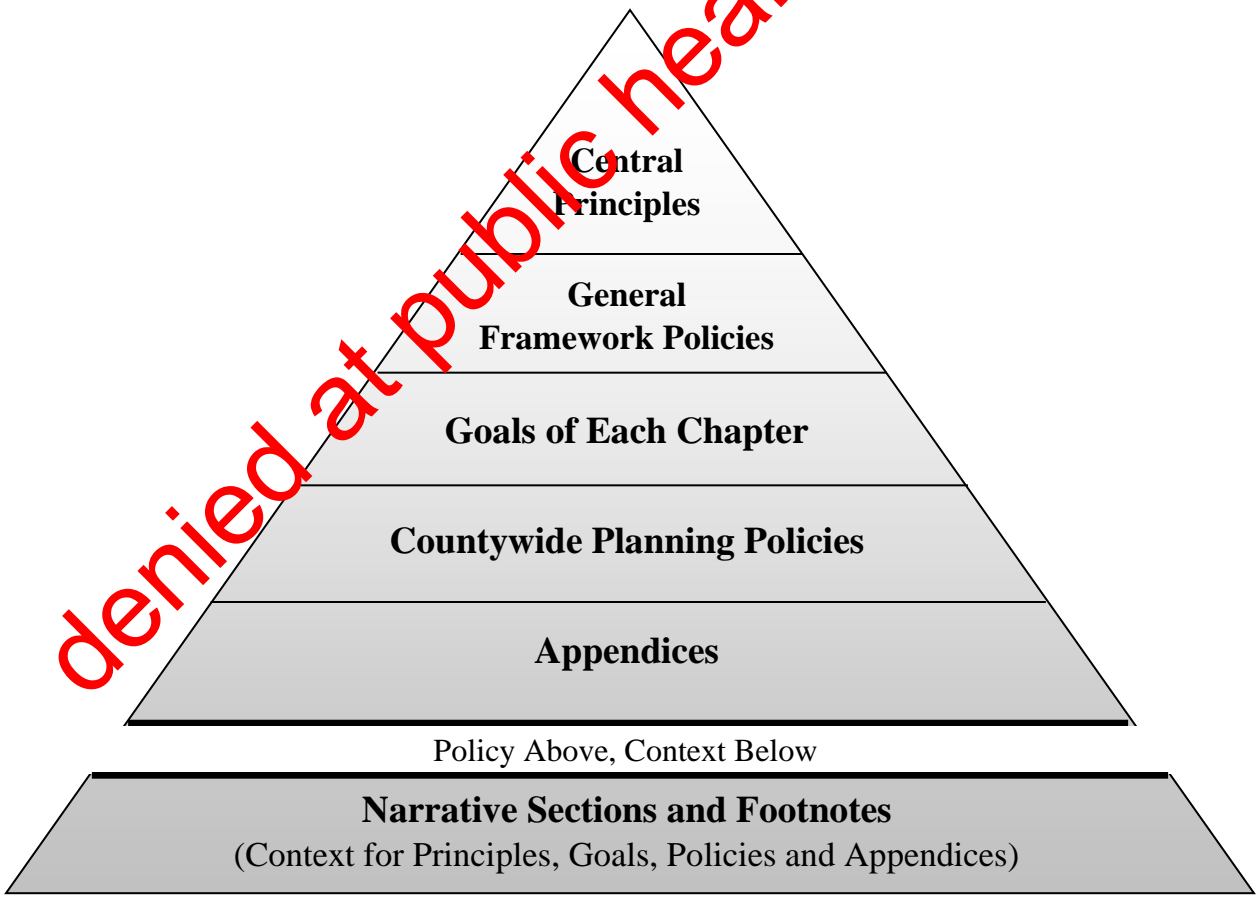 denied at public hea
Central
Principles
General
Framework Policies
Goals of Each Chapter
Countywide Planning Policies
Appendices
Policy Above, Context Below
Narrative Sections and Footnotes
(Context for Principles, Goals, Policies and Appendices)